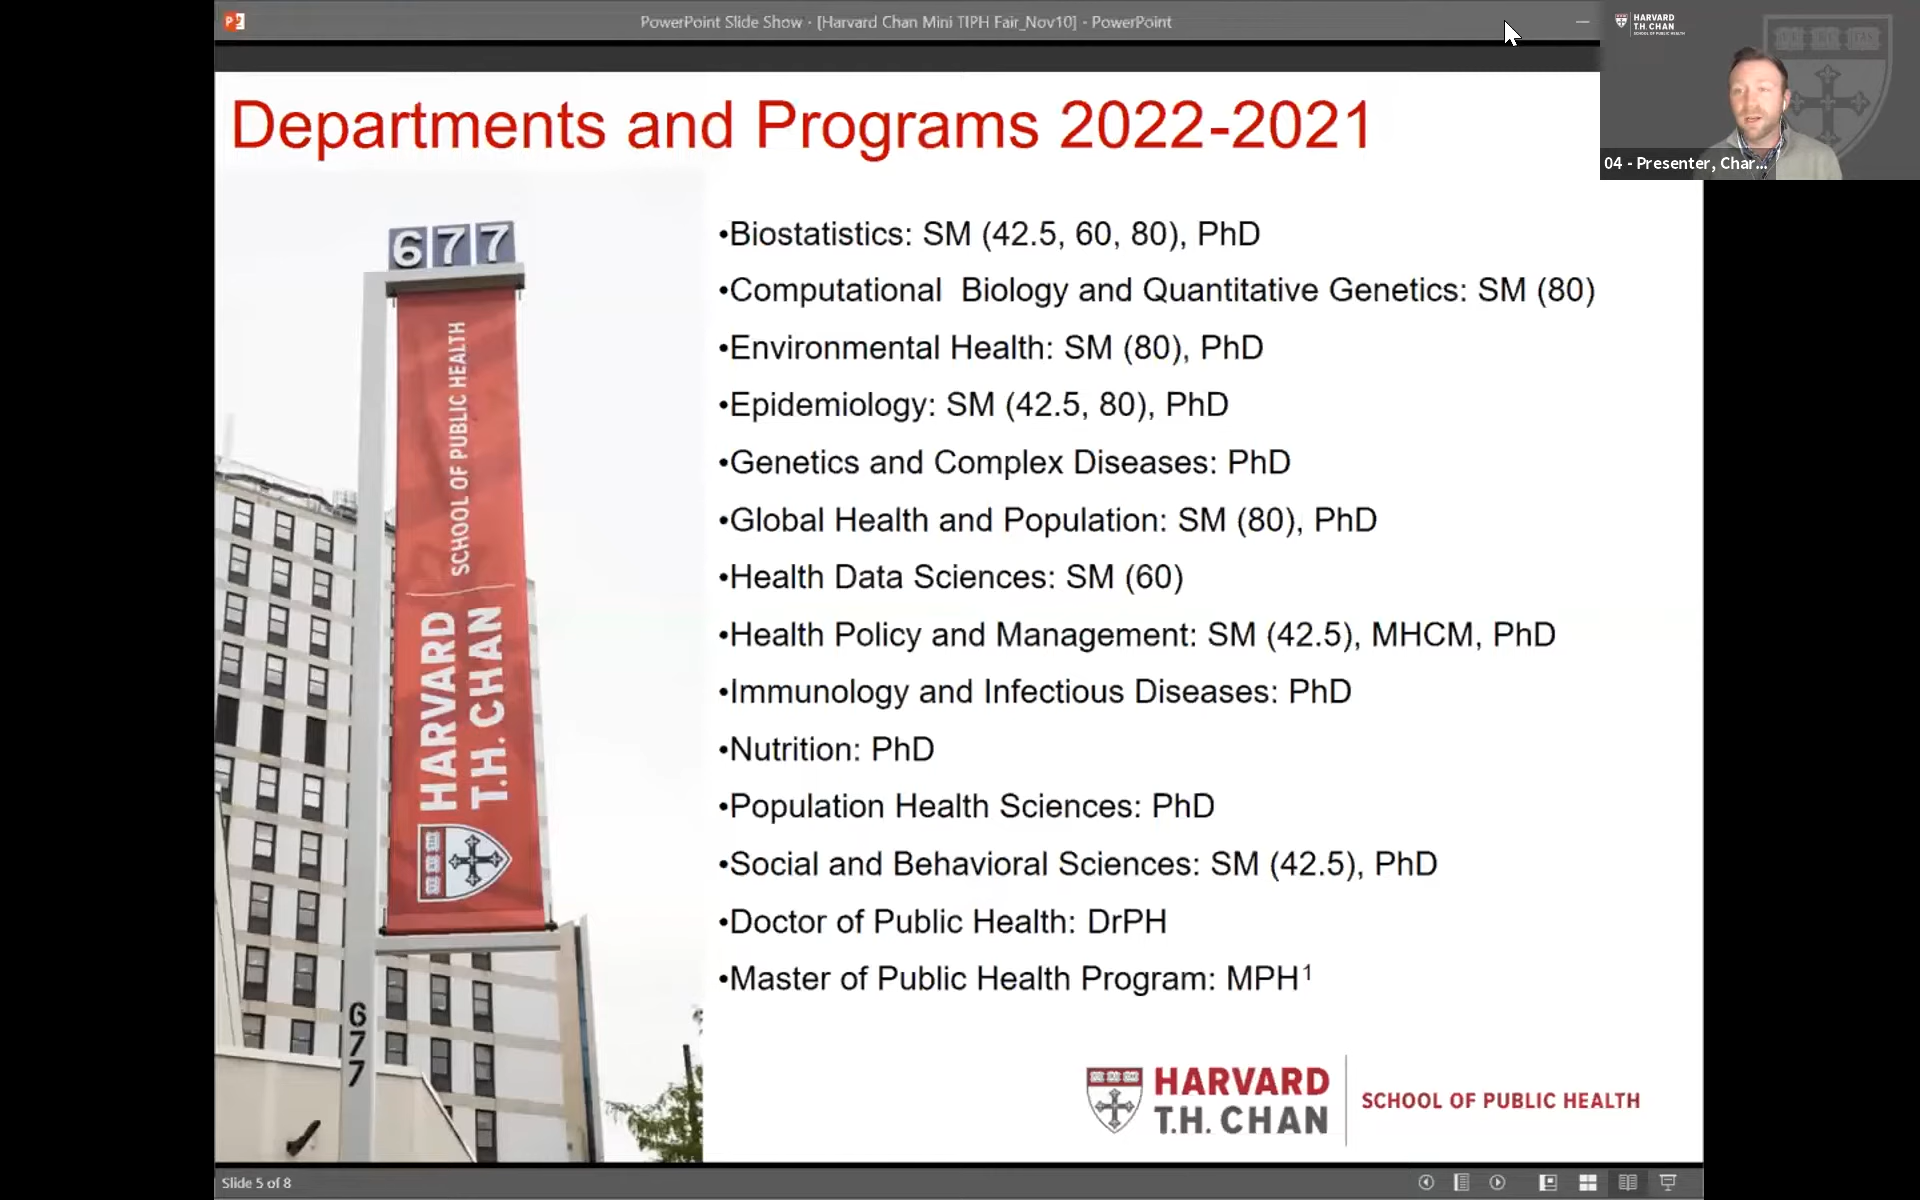 PowerPoint Slide Show - [Harvard Chan Mini TIPH Fair_Nov10] - PowerPoint
HARVARD
T.H. CHAN
SCHOOL OF PUBLIC HEALTH
04 - Presenter, Char...
Departments and Programs 2022-2021
677
SCHOOL OF PUBLIC HEALTH
HARVARD
T.H. CHAN
677
•Biostatistics: SM (42.5, 60, 80), PhD
•Computational  Biology and Quantitative Genetics: SM (80)
•Environmental Health: SM (80), PhD
•Epidemiology: SM (42.5, 80), PhD
•Genetics and Complex Diseases: PhD
•Global Health and Population: SM (80), PhD
•Health Data Sciences: SM (60)
•Health Policy and Management: SM (42.5), MHCM, PhD
•Immunology and Infectious Diseases: PhD
•Nutrition: PhD
•Population Health Sciences: PhD
•Social and Behavioral Sciences: SM (42.5), PhD
•Doctor of Public Health: DrPH
•Master of Public Health Program: MPH¹
HARVARD
T.H. CHAN
SCHOOL OF PUBLIC HEALTH
Slide 5 of 8